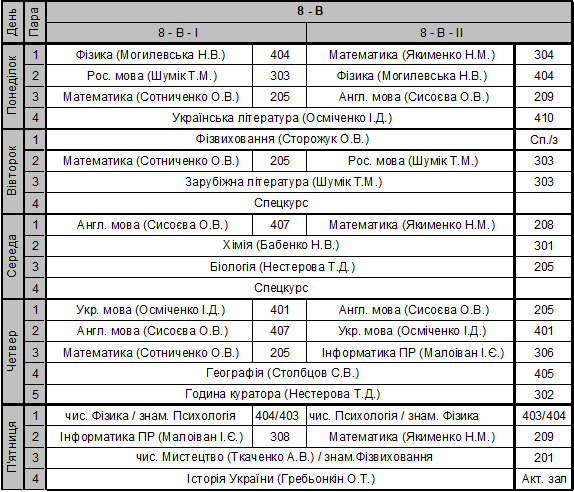 День Пара 8 - В
8 - В - I 8 - В - II
Понеділок
1 Фізика (Могилевська Н.В.) 404 Математика (Якименко Н.М.) 304
2 Рос. мова (Шумік Т.М.) 303 Фізика (Могилевська Н.В.) 404
3 Математика (Сотниченко О.В.) 205 Англ. мова (Сисоєва О.В.) 209
4 Українська література (Осміченко І.Д.) 410
Вівторок
1 Фізвиховання (Сторожук О.В.) Сп./з
2 Математика (Сотниченко О.В.) 205 Рос. мова (Шумік Т.М.) 303
3 Зарубіжна література (Шумік Т.М.) 303
4 Спецкурс
Середа
1 Англ. мова (Сисоєва О.В.) 407 Математика (Якименко Н.М.) 208
2 Хімія (Бабенко Н.В.) 301
3 Біологія (Нестерова Т.Д.) 205
4 Спецкурс
Четвер
1 Укр. мова (Осміченко І.Д.) 401 Англ. мова (Сисоєва О.В.) 205
2 Англ. мова (Сисоєва О.В.) 407 Укр. мова (Осміченко І.Д.) 401
3 Математика (Сотниченко О.В.) 205 Інформатика ПР (Малоіван І.Є.) 306
4 Географія (Столбцов С.В.) 405
5 Година куратора (Нестерова Т.Д.) 302
П'ятниця
1 чис. Фізика / знам. Психологія 404/403 чис. Психологія / знам. Фізика 403/404
2 Інформатика ПР (Малоіван І.Є.) 308 Математика (Якименко Н.М.) 209
3 чис. Мистецтво (Ткаченко А.В.) / знам.Фізвиховання 201
4 Історія України (Гребьонкін О.Т.) Акт. зал